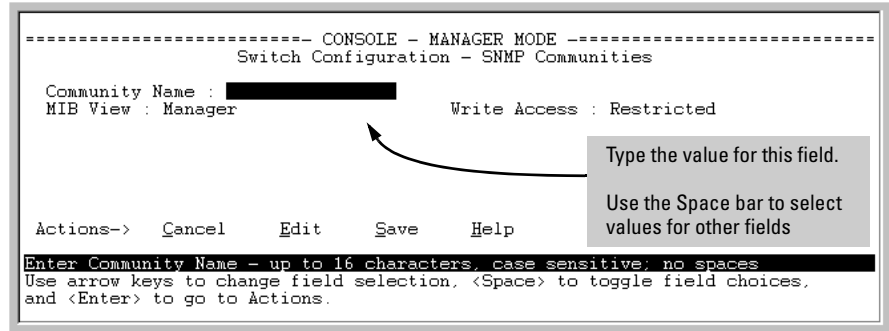 ===========================- CONSOLE - MANAGER MODE -============================
Switch Configuration - SNMP Communities
Community Name :
MIB View : Manager Write Access : Restricted
Type the value for this field.
Use the Space bar to select
values for other fields
Actions-> Cancel Edit Save Help
Enter Community Name - up to 16 characters, case sensitive; no spaces
Use arrow keys to change field selection, <Space> to toggle field choices,
and <Enter> to go to Actions.